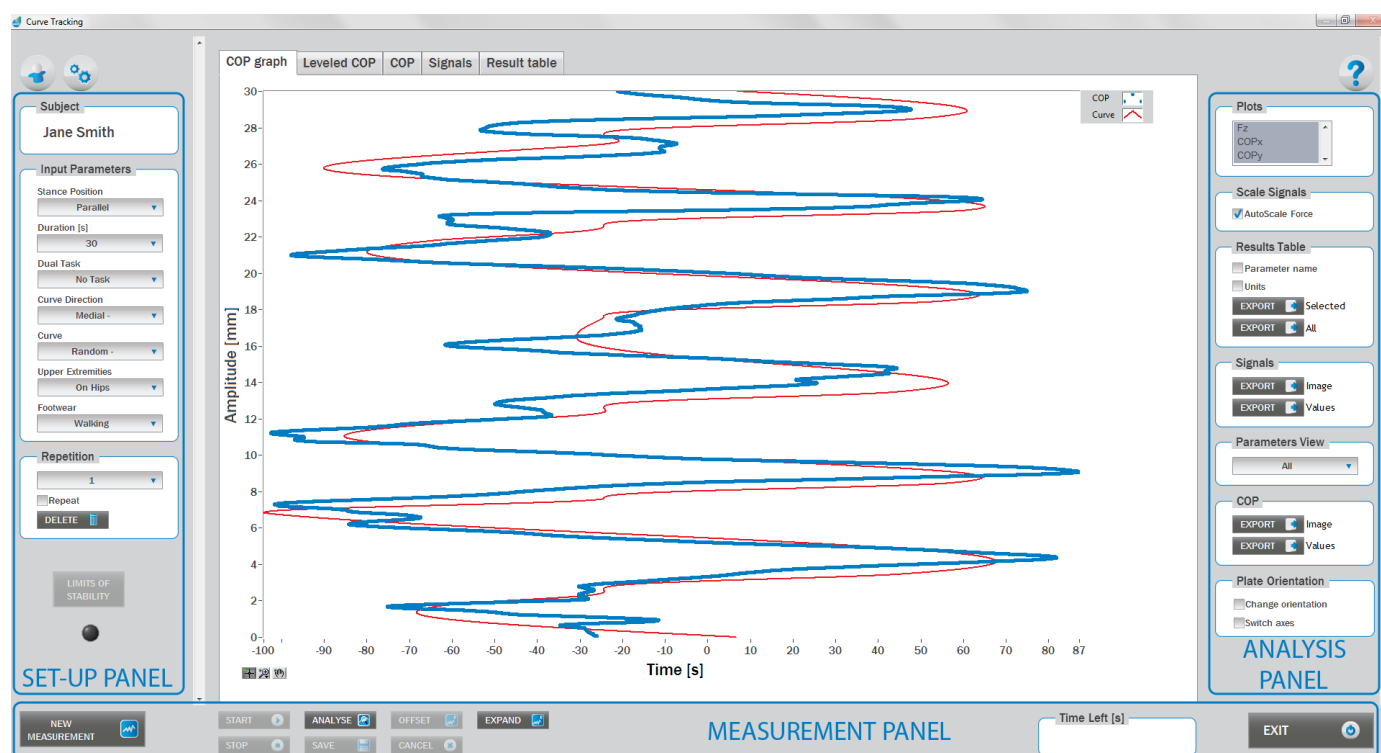 Curve Tracking
Subject
Jane Smith
Input Parameters
Stance Position
Parallel
Duration [s]
30
Dual Task
No Task
Curve Direction
Medial -
Curve
Random -
Upper Extremities
On Hips
Footwear
Walking
Repetition
1
Repeat
DELETE
LIMITS OF
STABILITY
SET-UP PANEL
COP graph Leveled COP COP Signals Result table
COP
Curve
Amplitude [mm]
30
28
26
24
22
20
18
16
14
12
10
8
6
4
2
0
-100 -90 -80 -70 -60 -50 -40 -30 -20 -10 0 10 20 30 40 50 60 70 80 87
Time [s]
?
Plots
Fz
COPx
COPy
Scale Signals
AutoScale Force
Results Table
Parameter name
Units
EXPORT Selected
EXPORT All
Signals
EXPORT Image
EXPORT Values
Parameters View
All
COP
EXPORT Image
EXPORT Values
Plate Orientation
Change orientation
Switch axes
ANALYSIS
PANEL
NEW
MEASUREMENT
START ANALYSE OFFSET EXPAND
STOP SAVE CANCEL
MEASUREMENT PANEL
Time Left [s]
EXIT